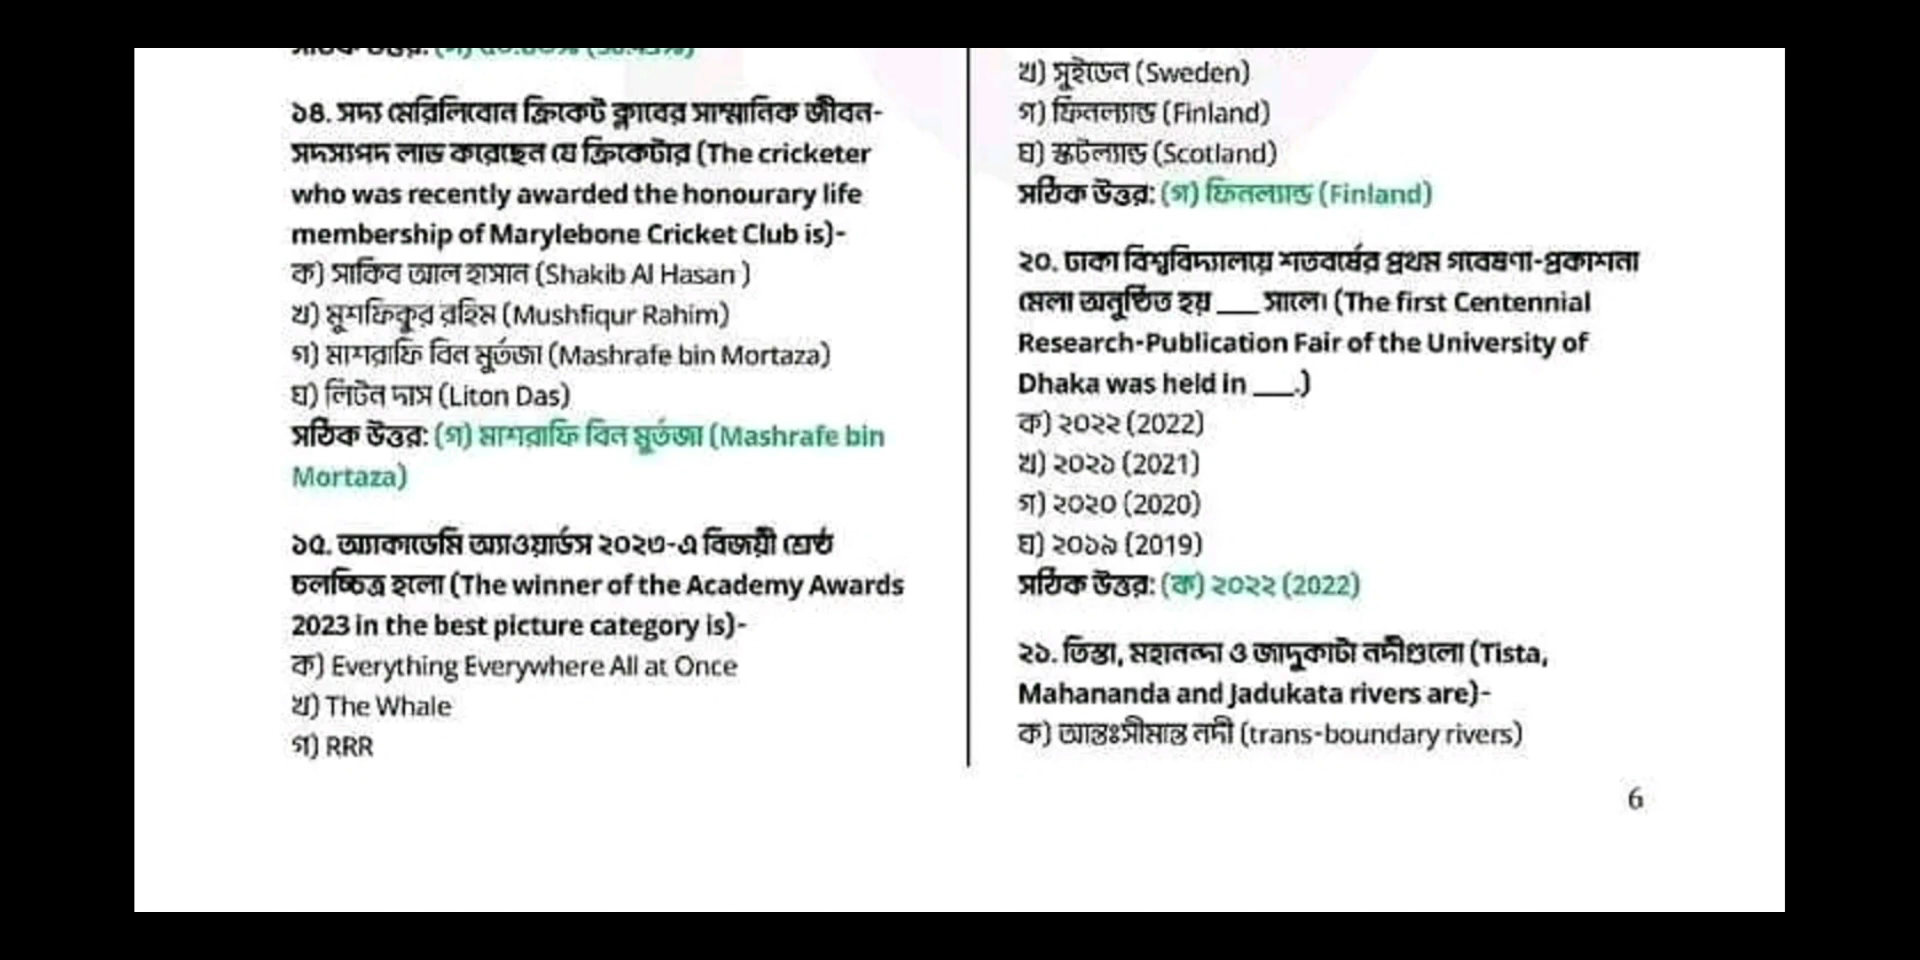 ১৪. সদ্য মেরিলিবোন ক্রিকেট ক্লাবের সাম্মানিক জীবন-
সদস্যপদ লাভ করেছেন যে ক্রিকেটার (The cricketer
who was recently awarded the honourary life
membership of Marylebone Cricket Club is)-
ক) সাকিব আল হাসান (Shakib Al Hasan )
খ) মুশফিকুর রহিম (Mushfiqur Rahim)
গ) মাশরাফি বিন মুর্তজা (Mashrafe bin Mortaza)
ঘ) লিটন দাস (Liton Das)
সঠিক উত্তর: (গ) মাশরাফি বিন মুর্তজা (Mashrafe bin
Mortaza)
১৫. অ্যাকাডেমি অ্যাওয়ার্ডস ২০২৩-এ বিজয়ী শ্রেষ্ঠ
চলচ্চিত্র হলো (The winner of the Academy Awards
2023 in the best picture category is)-
ক) Everything Everywhere All at Once
খ) The Whale
গ) RRR
খ) সুইডেন (Sweden)
গ) ফিনল্যান্ড (Finland)
ঘ) স্কটল্যান্ড (Scotland)
সঠিক উত্তর: (গ) ফিনল্যান্ড (Finland)
২০. ঢাকা বিশ্ববিদ্যালয়ে শতবর্ষের প্রথম গবেষণা-প্রকাশনা
মেলা অনুষ্ঠিত হয় ___ সালে। (The first Centennial
Research-Publication Fair of the University of
Dhaka was held in ___.)
ক) ২০২২ (2022)
খ) ২০২১ (2021)
গ) ২০২০ (2020)
ঘ) ২০১৯ (2019)
সঠিক উত্তর: (ক) ২০২২ (2022)
২১. তিস্তা, মহানন্দা ও জাদুকাটা নদীগুলো (Tista,
Mahananda and Jadukata rivers are)-
ক) আন্তঃসীমান্ত নদী (trans-boundary rivers)
6